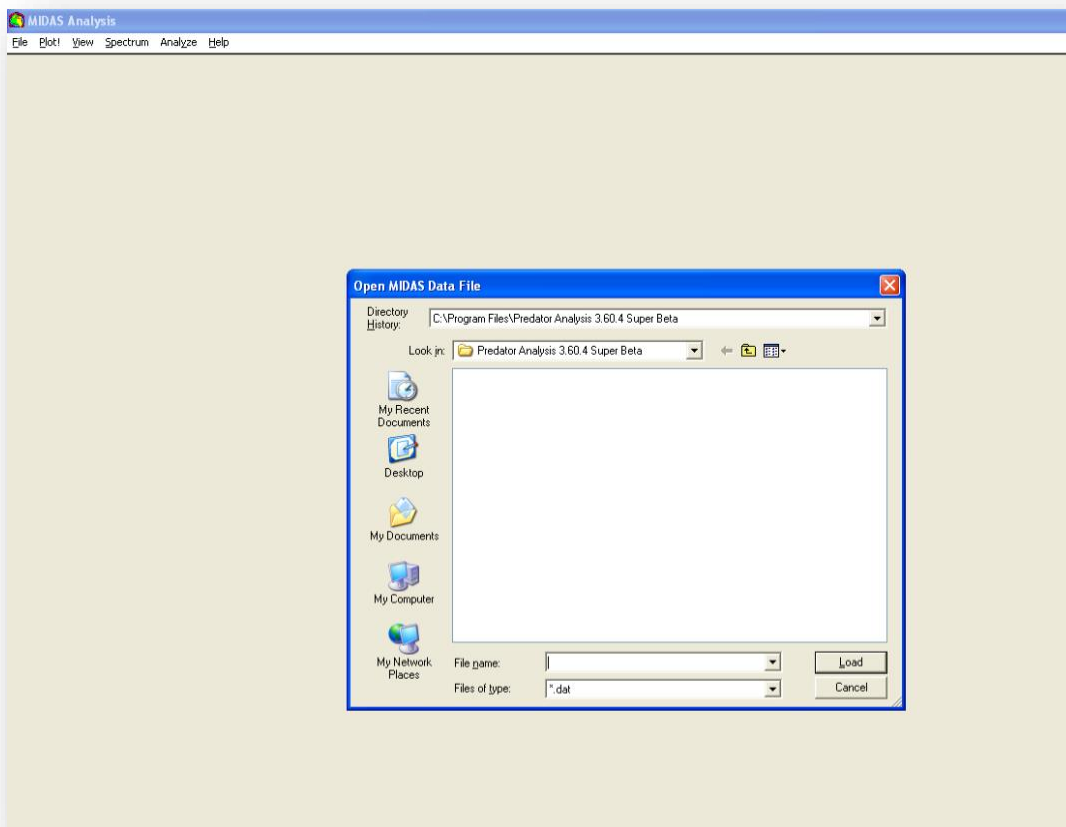 MIDAS Analysis
File Plot! View Spectrum Analyze Help
Open MIDAS Data File
Directory
History:
C:\Program Files\Predator Analysis 3.60.4 Super Beta
Look in:
Predator Analysis 3.60.4 Super Beta
My Recent
Documents
Desktop
My Documents
My Computer
My Network
Places
File name:
Load
Files of type:
*.dat
Cancel